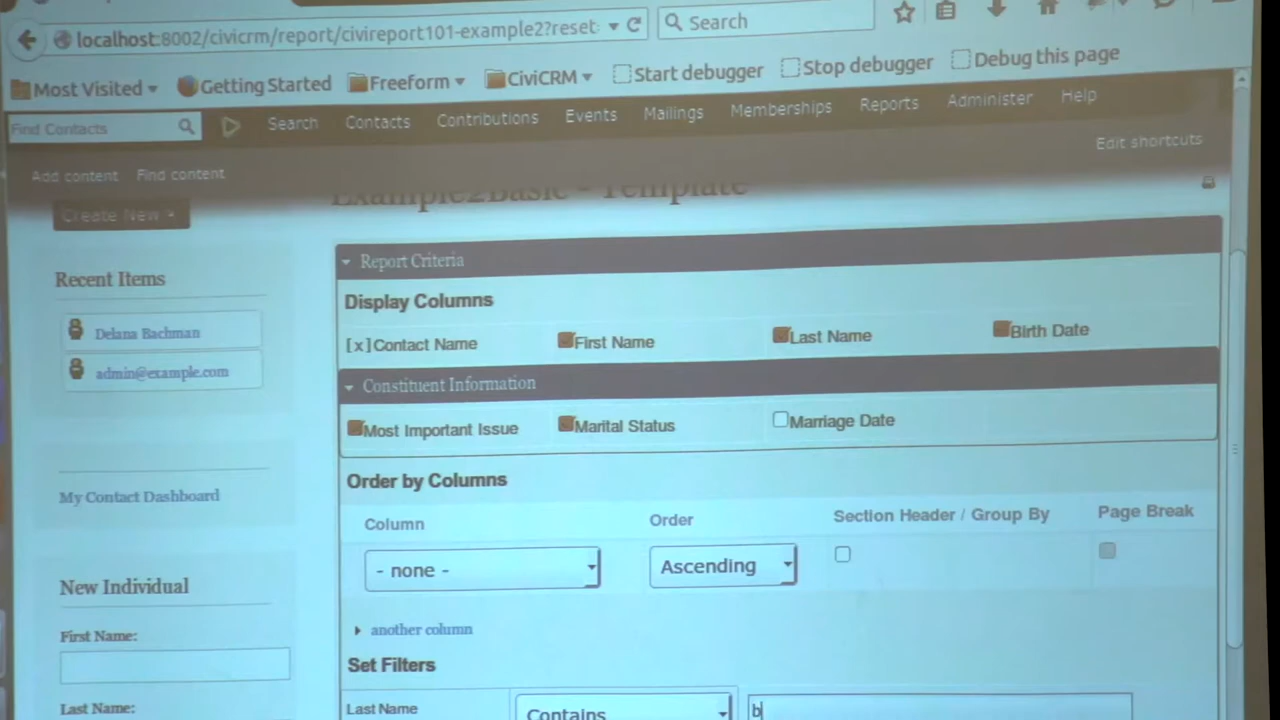 localhost:8002/civicrm/report/civireport101-example2?reset
Search
Most Visited
Getting Started
Freeform
CiviCRM
Start debugger
Stop debugger
Debug this page
Find Contacts
Search
Contacts
Contributions
Events
Mailings
Memberships
Reports
Administer
Help
Add content
Find content
Edit shortcuts
Example2Basic - Template
Create New
Recent Items
Delana Bachman
admin@example.com
My Contact Dashboard
New Individual
First Name:
Last Name:
Report Criteria
Display Columns
[x]Contact Name
First Name
Last Name
Birth Date
Constituent Information
Most Important Issue
Marital Status
Marriage Date
Order by Columns
Column
Order
Section Header / Group By
Page Break
- none -
Ascending
another column
Set Filters
Last Name
Contains
b